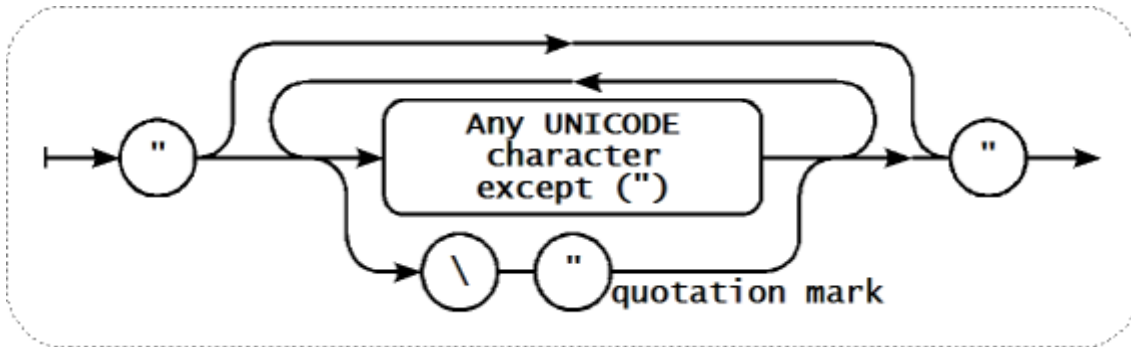 "
Any UNICODE
character
except (")
"
\
"
quotation mark